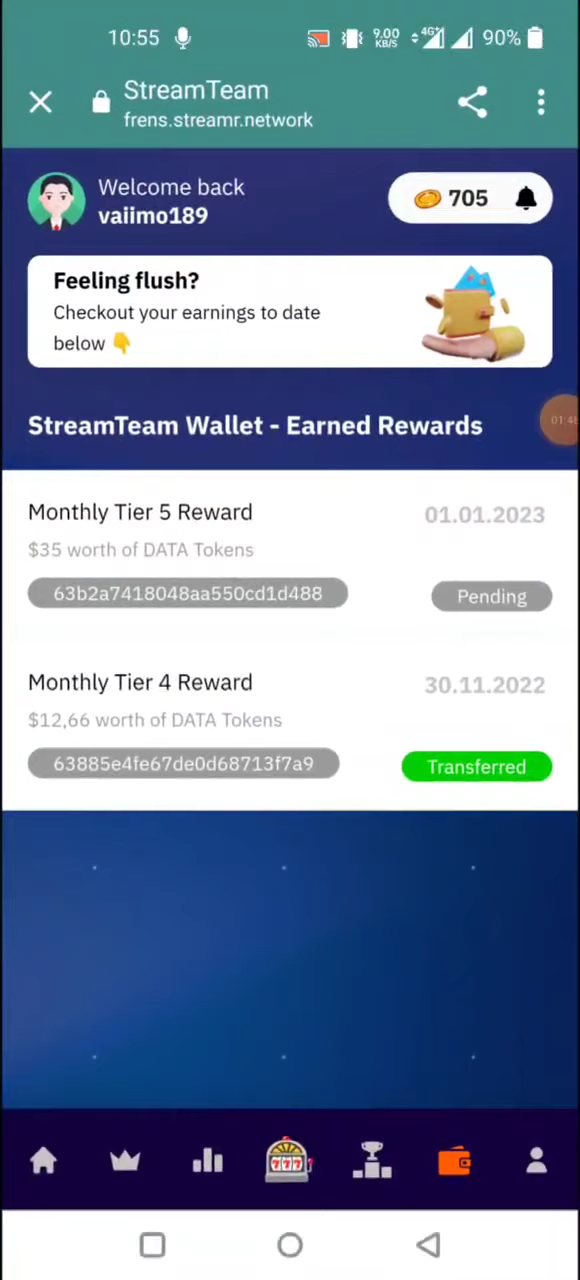 10:55
9.00
KB/S
4G+
90%
StreamTeam
frens.streamr.network
Welcome back
vaiimo189
705
Feeling flush?
Checkout your earnings to date
below 👇
StreamTeam Wallet - Earned Rewards
Monthly Tier 5 Reward
01.01.2023
$35 worth of DATA Tokens
63b2a7418048aa550cd1d488
Pending
Monthly Tier 4 Reward
30.11.2022
$12,66 worth of DATA Tokens
63885e4fe67de0d68713f7a9
Transferred
777